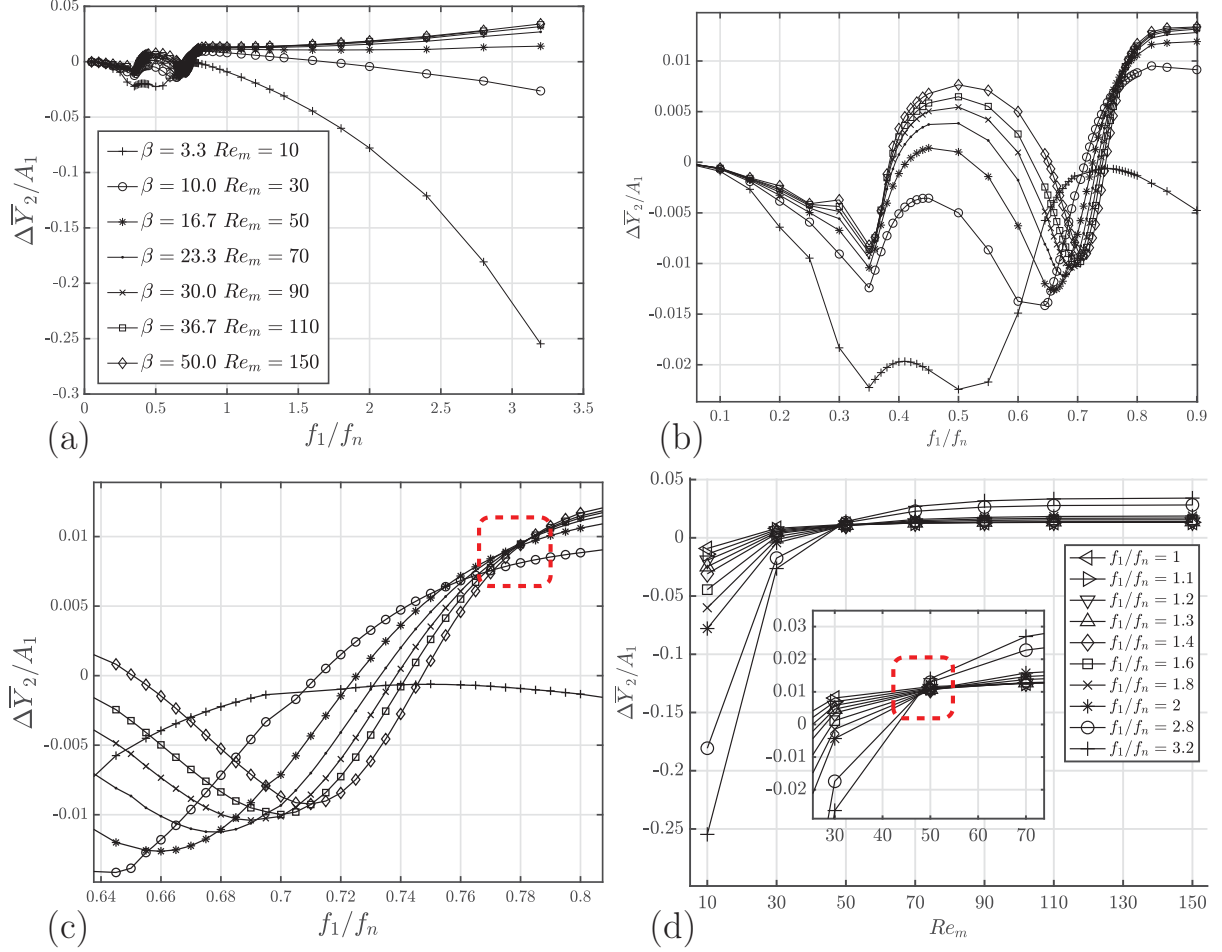 0.05
0
-0.05
-0.1
-0.15
-0.2
-0.25
-0.3
ΔY̅₂/A₁
β = 3.3 Reₘ = 10
β = 10.0 Reₘ = 30
β = 16.7 Reₘ = 50
β = 23.3 Reₘ = 70
β = 30.0 Reₘ = 90
β = 36.7 Reₘ = 110
β = 50.0 Reₘ = 150
0 0.5 1 1.5 2 2.5 3 3.5
f₁/fₙ
(a)
0.01
0.005
0
-0.005
-0.01
-0.015
-0.02
ΔY̅₂/A₁
0.1 0.2 0.3 0.4 0.5 0.6 0.7 0.8 0.9
f₁/fₙ
(b)
0.01
0.005
0
-0.005
-0.01
ΔY̅₂/A₁
0.64 0.66 0.68 0.7 0.72 0.74 0.76 0.78 0.8
f₁/fₙ
(c)
0.05
0
-0.05
-0.1
-0.15
-0.2
-0.25
ΔY̅₂/A₁
f₁/fₙ = 1
f₁/fₙ = 1.1
f₁/fₙ = 1.2
f₁/fₙ = 1.3
f₁/fₙ = 1.4
f₁/fₙ = 1.6
f₁/fₙ = 1.8
f₁/fₙ = 2
f₁/fₙ = 2.8
f₁/fₙ = 3.2
0.03
0.02
0.01
0
-0.01
-0.02
30 40 50 60 70
10 30 50 70 90 110 130 150
Reₘ
(d)